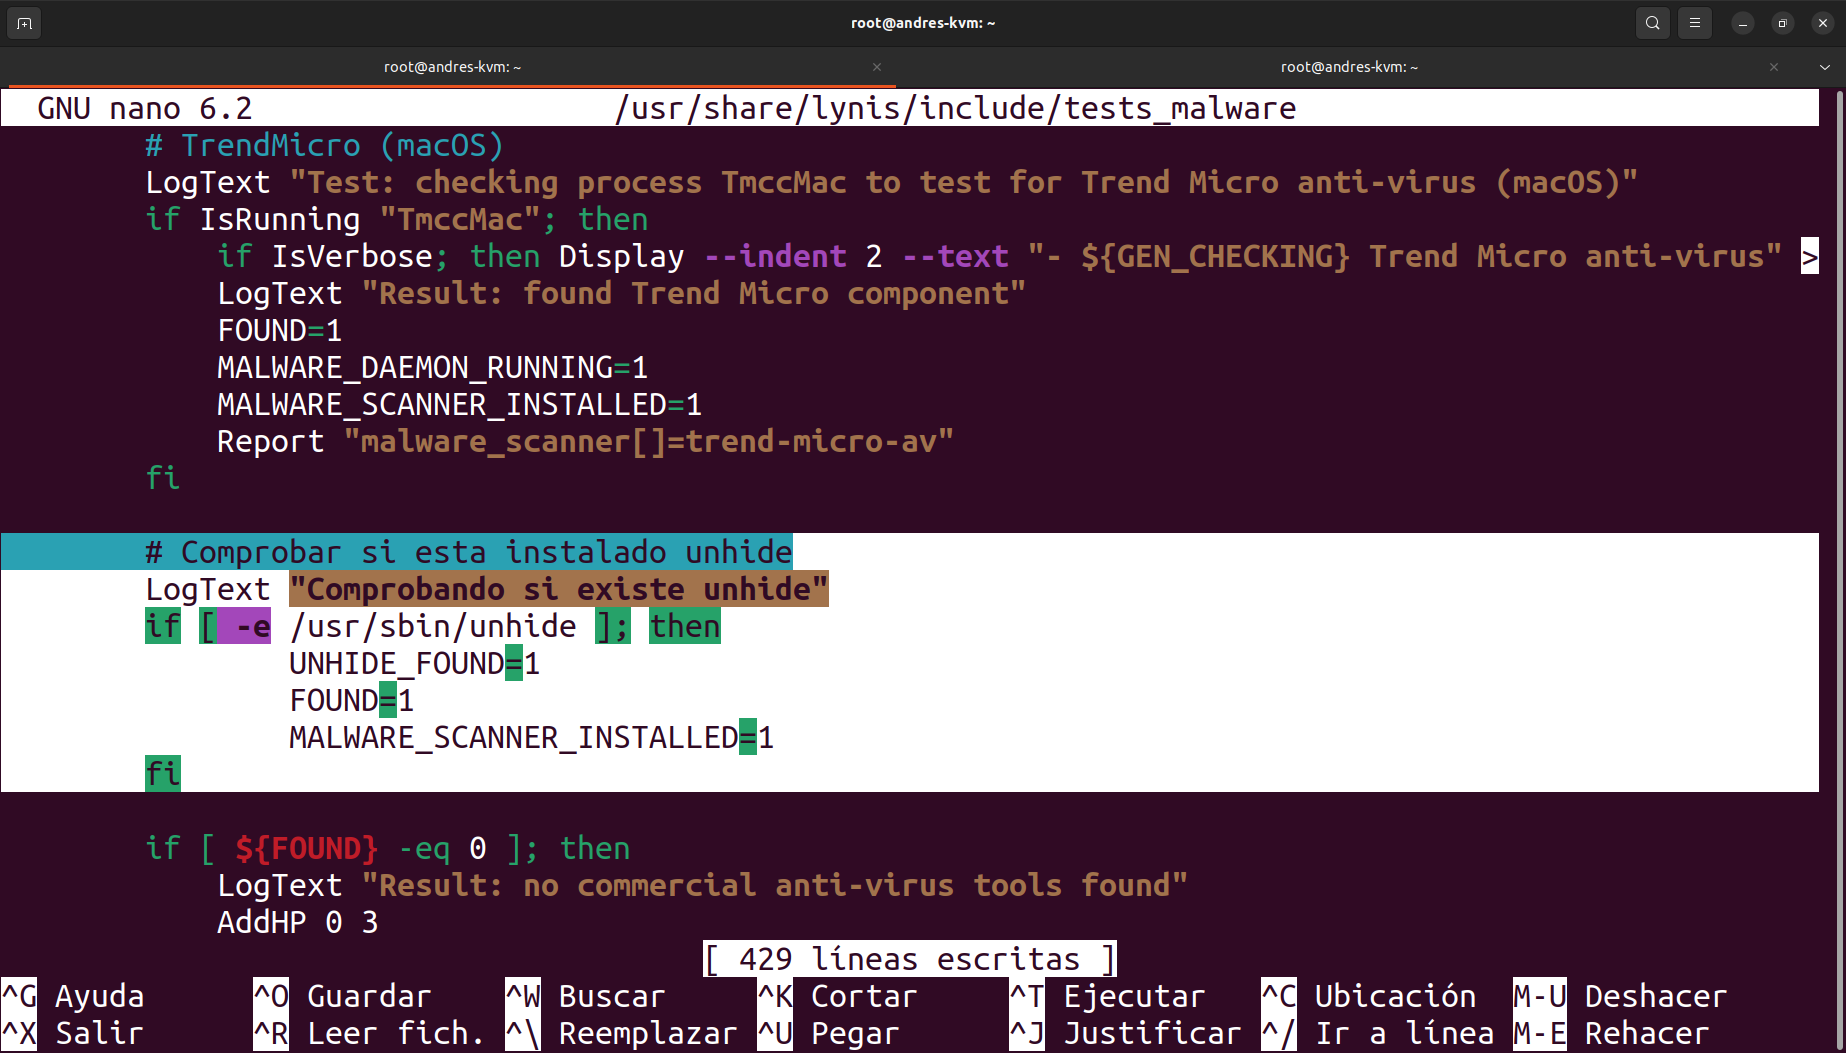 root@andres-kvm: ~
root@andres-kvm: ~ × root@andres-kvm: ~ ×
GNU nano 6.2 /usr/share/lynis/include/tests_malware
# TrendMicro (macOS)
LogText "Test: checking process TmccMac to test for Trend Micro anti-virus (macOS)"
if IsRunning "TmccMac"; then
if IsVerbose; then Display --indent 2 --text "- ${GEN_CHECKING} Trend Micro anti-virus" >
LogText "Result: found Trend Micro component"
FOUND=1
MALWARE_DAEMON_RUNNING=1
MALWARE_SCANNER_INSTALLED=1
Report "malware_scanner[]=trend-micro-av"
fi
# Comprobar si esta instalado unhide
LogText "Comprobando si existe unhide"
if [ -e /usr/sbin/unhide ]; then
UNHIDE_FOUND=1
FOUND=1
MALWARE_SCANNER_INSTALLED=1
fi
if [ ${FOUND} -eq 0 ]; then
LogText "Result: no commercial anti-virus tools found"
AddHP 0 3
[ 429 líneas escritas ]
^G Ayuda ^O Guardar ^W Buscar ^K Cortar ^T Ejecutar ^C Ubicación M-U Deshacer
^X Salir ^R Leer fich. ^\ Reemplazar ^U Pegar ^J Justificar ^/ Ir a línea M-E Rehacer